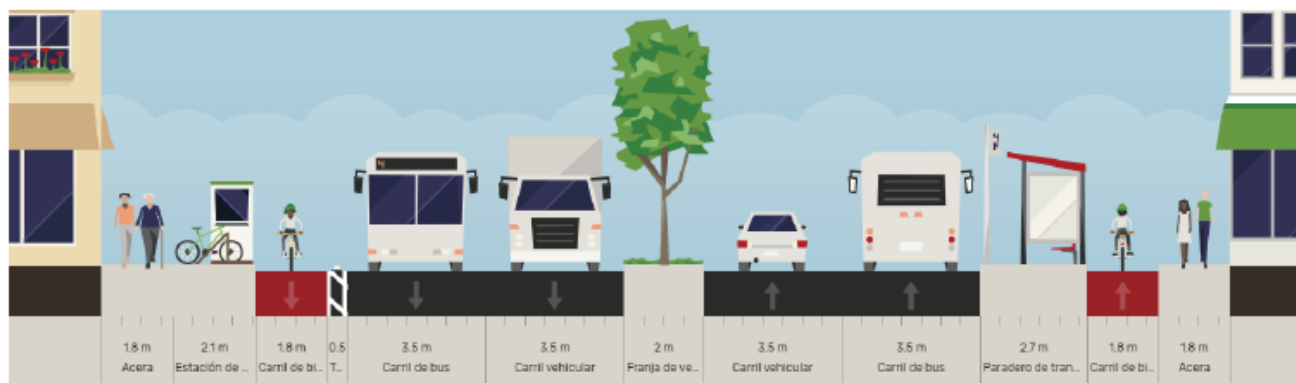 1.8 m
Acera
2.1 m
Estación de ...
1.8 m
Carril de bi...
0.5
T...
3.5 m
Carril de bus
3.5 m
Carril vehicular
2 m
Franja de ve...
3.5 m
Carril vehicular
3.5 m
Carril de bus
2.7 m
Paradero de tran...
1.8 m
Carril de bi...
1.8 m
Acera